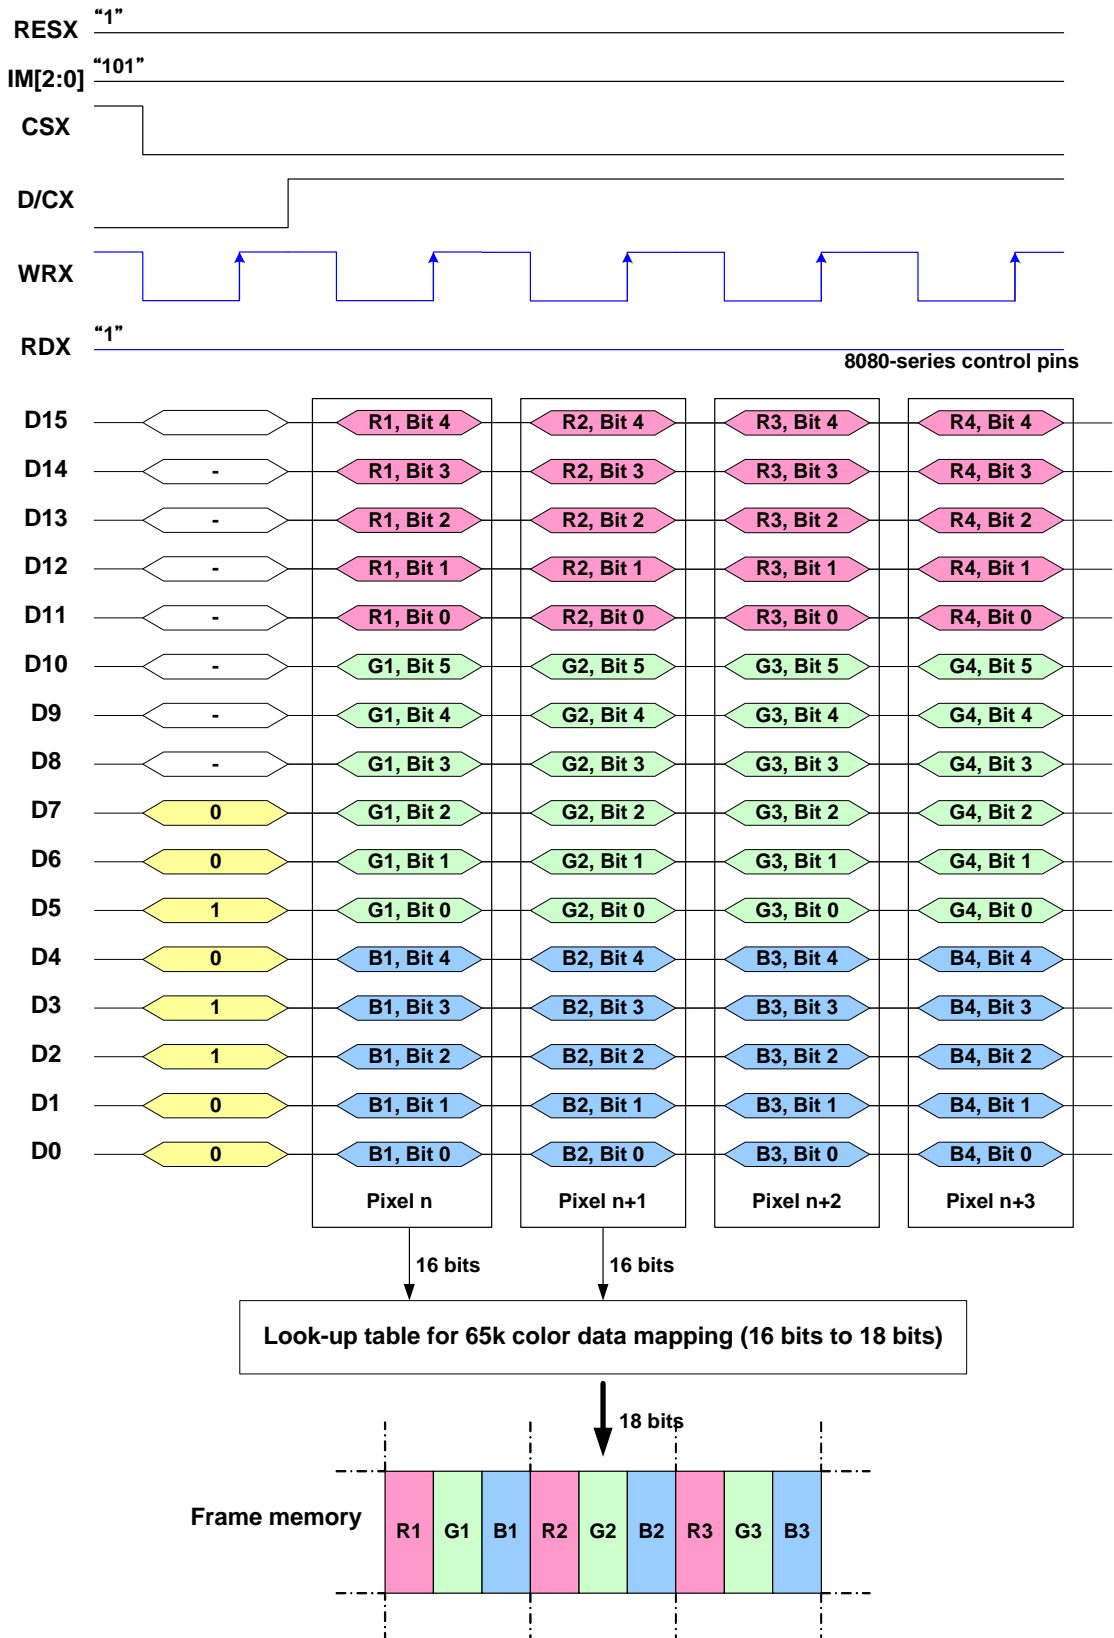 RESX “1”
IM[2:0] “101”
CSX
D/CX
WRX
RDX “1”
8080-series control pins
D15 R1, Bit 4 R2, Bit 4 R3, Bit 4 R4, Bit 4
D14 - R1, Bit 3 R2, Bit 3 R3, Bit 3 R4, Bit 3
D13 - R1, Bit 2 R2, Bit 2 R3, Bit 2 R4, Bit 2
D12 - R1, Bit 1 R2, Bit 1 R3, Bit 1 R4, Bit 1
D11 - R1, Bit 0 R2, Bit 0 R3, Bit 0 R4, Bit 0
D10 - G1, Bit 5 G2, Bit 5 G3, Bit 5 G4, Bit 5
D9 - G1, Bit 4 G2, Bit 4 G3, Bit 4 G4, Bit 4
D8 - G1, Bit 3 G2, Bit 3 G3, Bit 3 G4, Bit 3
D7 0 G1, Bit 2 G2, Bit 2 G3, Bit 2 G4, Bit 2
D6 0 G1, Bit 1 G2, Bit 1 G3, Bit 1 G4, Bit 1
D5 1 G1, Bit 0 G2, Bit 0 G3, Bit 0 G4, Bit 0
D4 0 B1, Bit 4 B2, Bit 4 B3, Bit 4 B4, Bit 4
D3 1 B1, Bit 3 B2, Bit 3 B3, Bit 3 B4, Bit 3
D2 1 B1, Bit 2 B2, Bit 2 B3, Bit 2 B4, Bit 2
D1 0 B1, Bit 1 B2, Bit 1 B3, Bit 1 B4, Bit 1
D0 0 B1, Bit 0 B2, Bit 0 B3, Bit 0 B4, Bit 0
Pixel n Pixel n+1 Pixel n+2 Pixel n+3
16 bits 16 bits
Look-up table for 65k color data mapping (16 bits to 18 bits)
18 bits
Frame memory R1 G1 B1 R2 G2 B2 R3 G3 B3